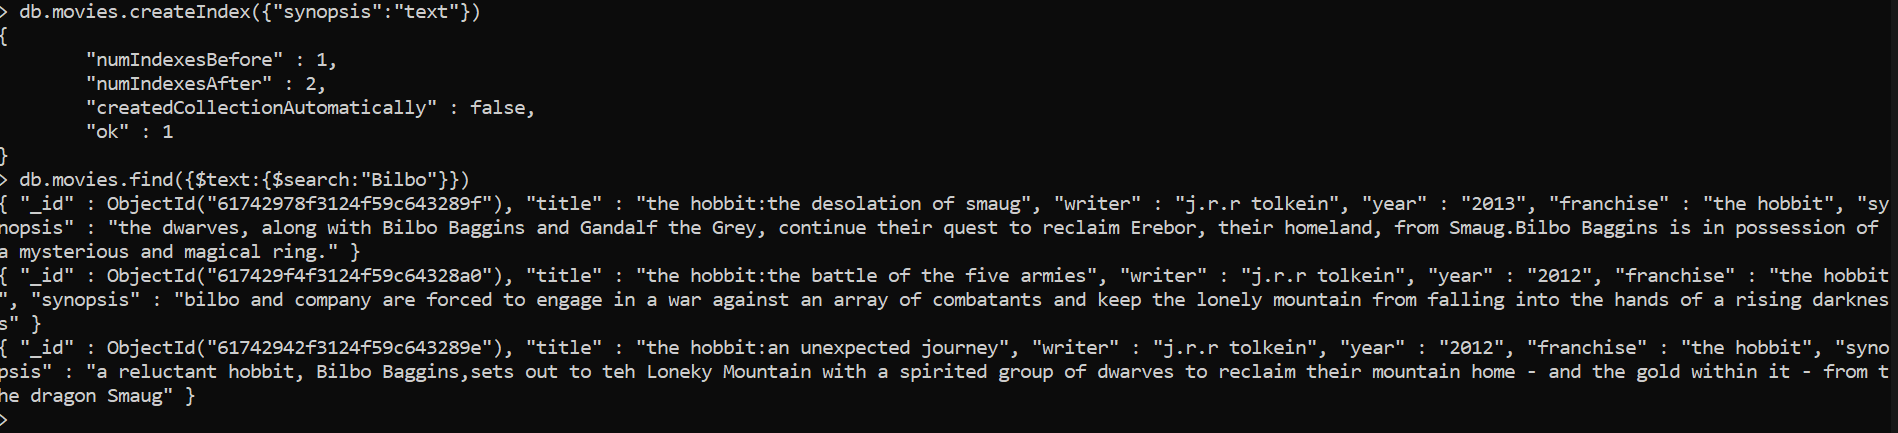 > db.movies.createIndex({"synopsis":"text"})
{
        "numIndexesBefore" : 1,
        "numIndexesAfter" : 2,
        "createdCollectionAutomatically" : false,
        "ok" : 1
}
> db.movies.find({$text:{$search:"Bilbo"}})
{ "_id" : ObjectId("61742978f3124f59c643289f"), "title" : "the hobbit:the desolation of smaug", "writer" : "j.r.r tolkein", "year" : "2013", "franchise" : "the hobbit", "sy
nopsis" : "the dwarves, along with Bilbo Baggins and Gandalf the Grey, continue their quest to reclaim Erebor, their homeland, from Smaug.Bilbo Baggins is in possession of
a mysterious and magical ring." }
{ "_id" : ObjectId("617429f4f3124f59c64328a0"), "title" : "the hobbit:the battle of the five armies", "writer" : "j.r.r tolkein", "year" : "2012", "franchise" : "the hobbit
", "synopsis" : "bilbo and company are forced to engage in a war against an array of combatants and keep the lonely mountain from falling into the hands of a rising darknes
s" }
{ "_id" : ObjectId("61742942f3124f59c643289e"), "title" : "the hobbit:an unexpected journey", "writer" : "j.r.r tolkein", "year" : "2012", "franchise" : "the hobbit", "syno
psis" : "a reluctant hobbit, Bilbo Baggins,sets out to teh Loneky Mountain with a spirited group of dwarves to reclaim their mountain home - and the gold within it - from t
he dragon Smaug" }
>